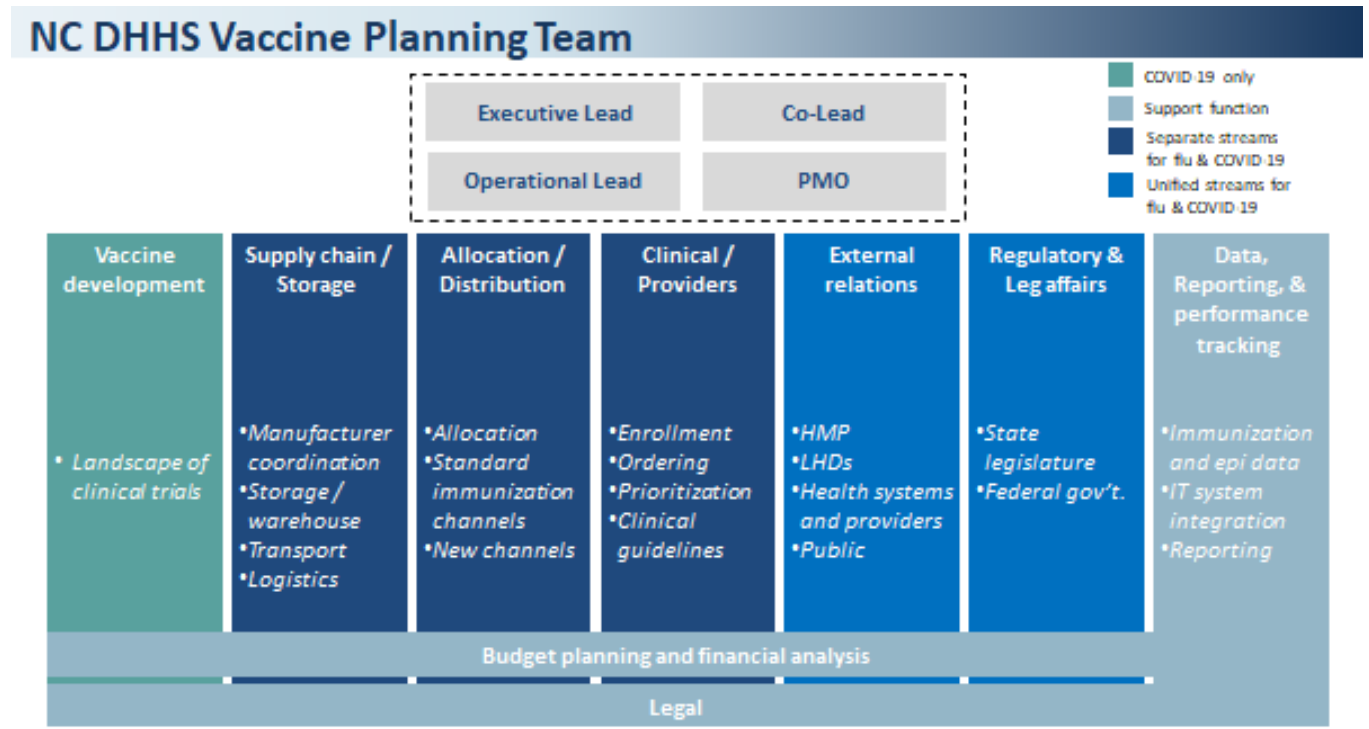 NC DHHS Vaccine Planning Team
Executive Lead
Co-Lead
Operational Lead
PMO
COVID-19 only
Support function
Separate streams
for flu & COVID-19
Unified streams for
flu & COVID-19
Vaccine
development
• Landscape of
clinical trials
Supply chain /
Storage
•Manufacturer
coordination
•Storage /
warehouse
•Transport
•Logistics
Allocation /
Distribution
•Allocation
•Standard
immunization
channels
•New channels
Clinical /
Providers
•Enrollment
•Ordering
•Prioritization
•Clinical
guidelines
External
relations
•HMP
•LHDs
•Health systems
and providers
•Public
Regulatory &
Leg affairs
•State
legislature
•Federal gov't.
Data,
Reporting, &
performance
tracking
•Immunization
and epi data
•IT system
integration
•Reporting
Budget planning and financial analysis
Legal